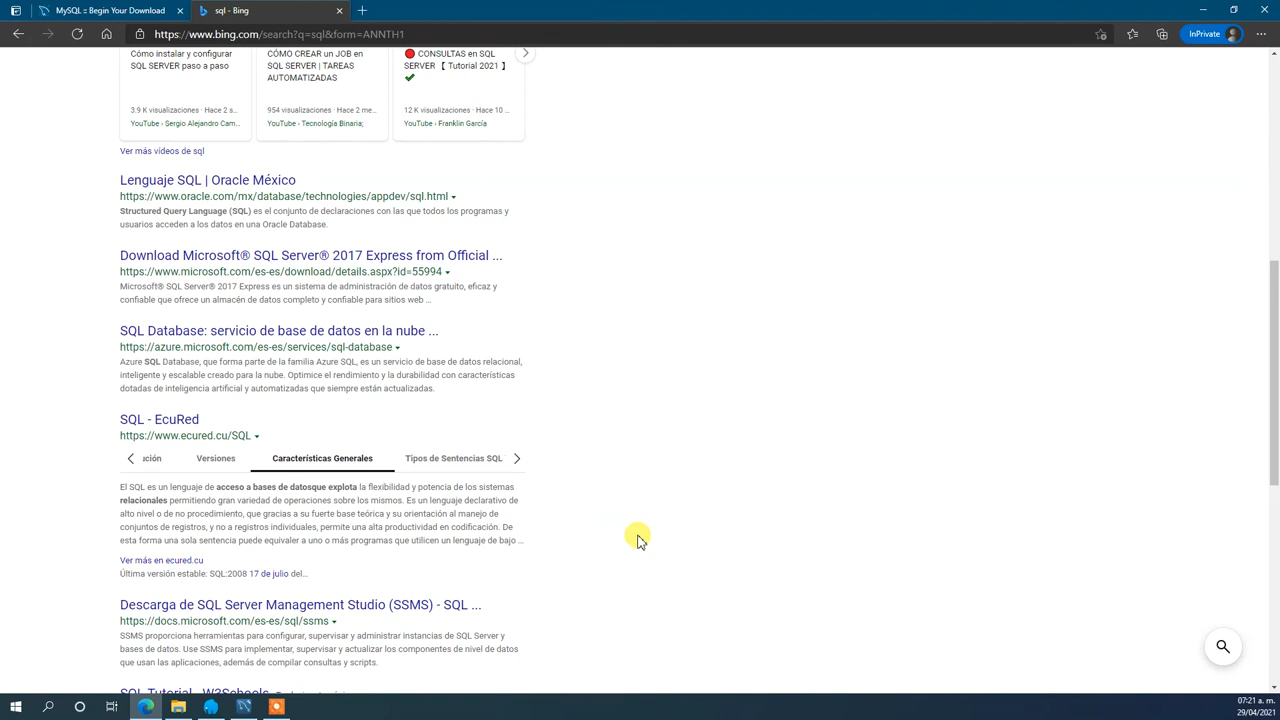 MySQL :: Begin Your Download
sql - Bing
https://www.bing.com/search?q=sql&form=ANNTH1
InPrivate
Cómo instalar y configurar
SQL SERVER paso a paso
3.9 K visualizaciones · Hace 2 s...
YouTube › Sergio Alejandro Cam...
CÓMO CREAR un JOB en
SQL SERVER | TAREAS
AUTOMATIZADAS
954 visualizaciones · Hace 2 me...
YouTube › Tecnología Binaria;
🔴 CONSULTAS en SQL
SERVER 【 Tutorial 2021 】
✔
12 K visualizaciones · Hace 10 ...
YouTube › Franklin García
Ver más vídeos de sql
Lenguaje SQL | Oracle México
https://www.oracle.com/mx/database/technologies/appdev/sql.html
Structured Query Language (SQL) es el conjunto de declaraciones con las que todos los programas y
usuarios acceden a los datos en una Oracle Database.
Download Microsoft® SQL Server® 2017 Express from Official ...
https://www.microsoft.com/es-es/download/details.aspx?id=55994
Microsoft® SQL Server® 2017 Express es un sistema de administración de datos gratuito, eficaz y
confiable que ofrece un almacén de datos completo y confiable para sitios web ...
SQL Database: servicio de base de datos en la nube ...
https://azure.microsoft.com/es-es/services/sql-database
Azure SQL Database, que forma parte de la familia Azure SQL, es un servicio de base de datos relacional,
inteligente y escalable creado para la nube. Optimice el rendimiento y la durabilidad con características
dotadas de inteligencia artificial y automatizadas que siempre están actualizadas.
SQL - EcuRed
https://www.ecured.cu/SQL
ución Versiones Características Generales Tipos de Sentencias SQL
El SQL es un lenguaje de acceso a bases de datosque explota la flexibilidad y potencia de los sistemas
relacionales permitiendo gran variedad de operaciones sobre los mismos. Es un lenguaje declarativo de
alto nivel o de no procedimiento, que gracias a su fuerte base teórica y su orientación al manejo de
conjuntos de registros, y no a registros individuales, permite una alta productividad en codificación. De
esta forma una sola sentencia puede equivaler a uno o más programas que utilicen un lenguaje de bajo ...
Ver más en ecured.cu
Última versión estable: SQL:2008 17 de julio del...
Descarga de SQL Server Management Studio (SSMS) - SQL ...
https://docs.microsoft.com/es-es/sql/ssms
SSMS proporciona herramientas para configurar, supervisar y administrar instancias de SQL Server y
bases de datos. Use SSMS para implementar, supervisar y actualizar los componentes de nivel de datos
que usan las aplicaciones, además de compilar consultas y scripts.
SQL Tutorial - W3Schools
07:21 a. m.
29/04/2021